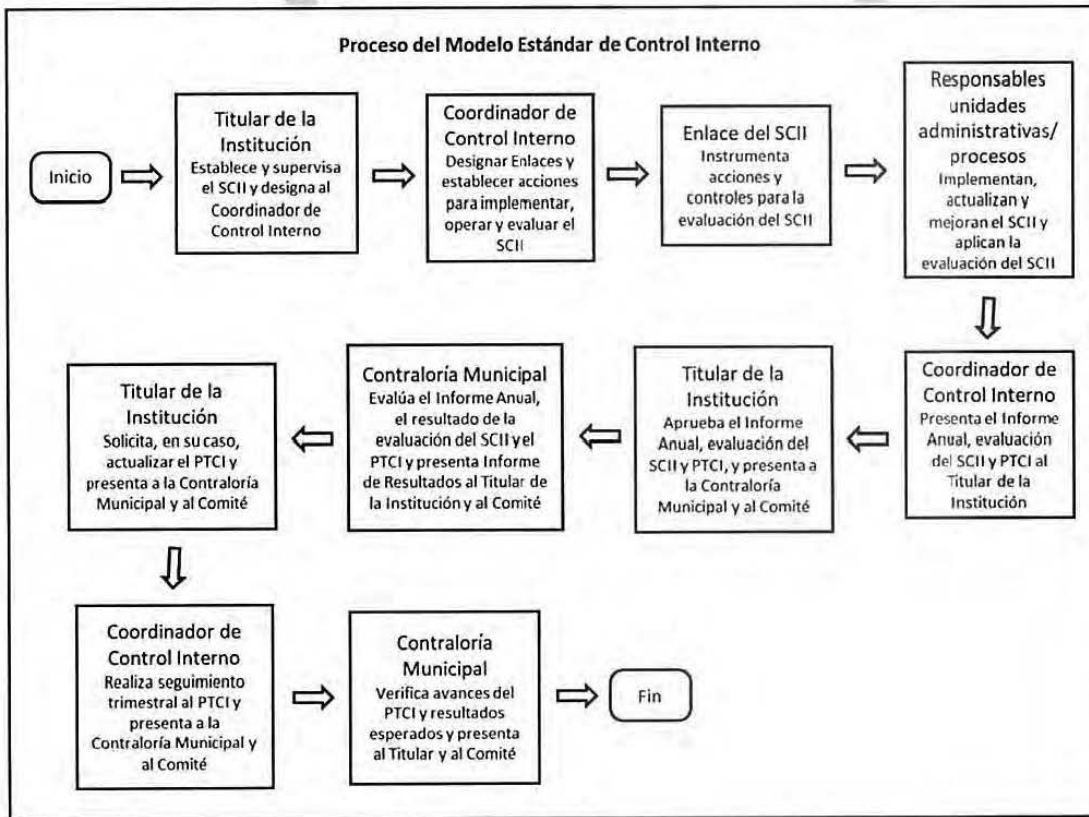 Proceso del Modelo Estándar de Control Interno
Inicio
Titular de la
Institución
Establece y supervisa
el SCII y designa al
Coordinador de
Control Interno
Coordinador de
Control Interno
Designar Enlaces y
establecer acciones
para implementar,
operar y evaluar el
SCII
Enlace del SCII
Instrumenta
acciones y
controles para la
evaluación del SCII
Responsables
unidades
administrativas/
procesos
Implementan,
actualizan y
mejoran el SCII y
aplican la
evaluación del SCII
Coordinador de
Control Interno
Presenta el Informe
Anual, evaluación
del SCII y PTCI al
Titular de la
Institución
Titular de la
Institución
Aprueba el Informe
Anual, evaluación del
SCII y PTCI, y presenta a
la Contraloría
Municipal y al Comité
Contraloría Municipal
Evalúa el Informe Anual,
el resultado de la
evaluación del SCII y el
PTCI y presenta Informe
de Resultados al Titular de
la Institución y al Comité
Titular de la
Institución
Solicita, en su caso,
actualizar el PTCI y
presenta a la Contraloría
Municipal y al Comité
Coordinador de
Control Interno
Realiza seguimiento
trimestral al PTCI y
presenta a la
Contraloría Municipal y
al Comité
Contraloría
Municipal
Verifica avances del
PTCI y resultados
esperados y presenta
al Titular y al Comité
Fin